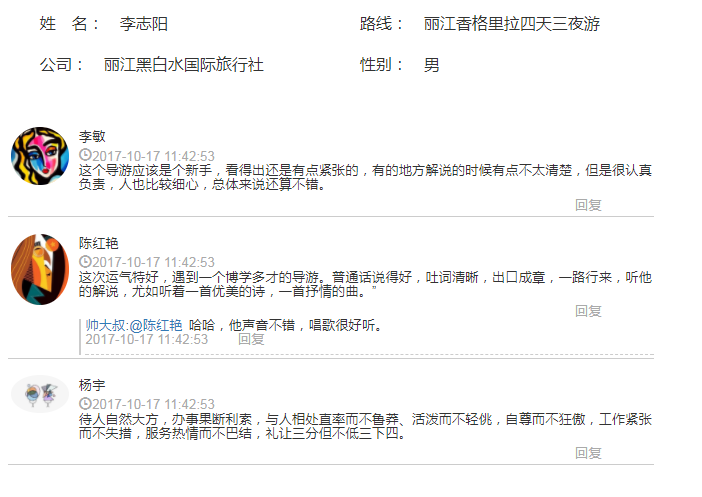 姓 名： 李志阳 路线： 丽江香格里拉四天三夜游
公司： 丽江黑白水国际旅行社 性别： 男
李敏
2017-10-17 11:42:53
这个导游应该是个新手，看得出还是有点紧张的，有的地方解说的时候有点不太清楚，但是很认真
负责，人也比较细心，总体来说还算不错。
回复
陈红艳
2017-10-17 11:42:53
这次运气特好，遇到一个博学多才的导游。普通话说得好，吐词清晰，出口成章，一路行来，听他
的解说，尤如听着一首优美的诗，一首抒情的曲。”
回复
帅大叔:@陈红艳 哈哈，他声音不错，唱歌很好听。
2017-10-17 11:42:53 回复
杨宇
2017-10-17 11:42:53
待人自然大方，办事果断利索，与人相处直率而不鲁莽、活泼而不轻佻，自尊而不狂傲，工作紧张
而不失措，服务热情而不巴结，礼让三分但不低三下四。
回复